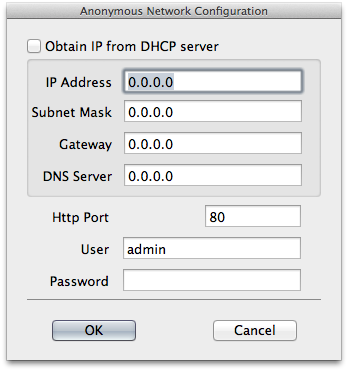 Anonymous Network Configuration
Obtain IP from DHCP server
IP Address 0.0.0.0
Subnet Mask 0.0.0.0
Gateway 0.0.0.0
DNS Server 0.0.0.0
Http Port 80
User admin
Password
OK Cancel